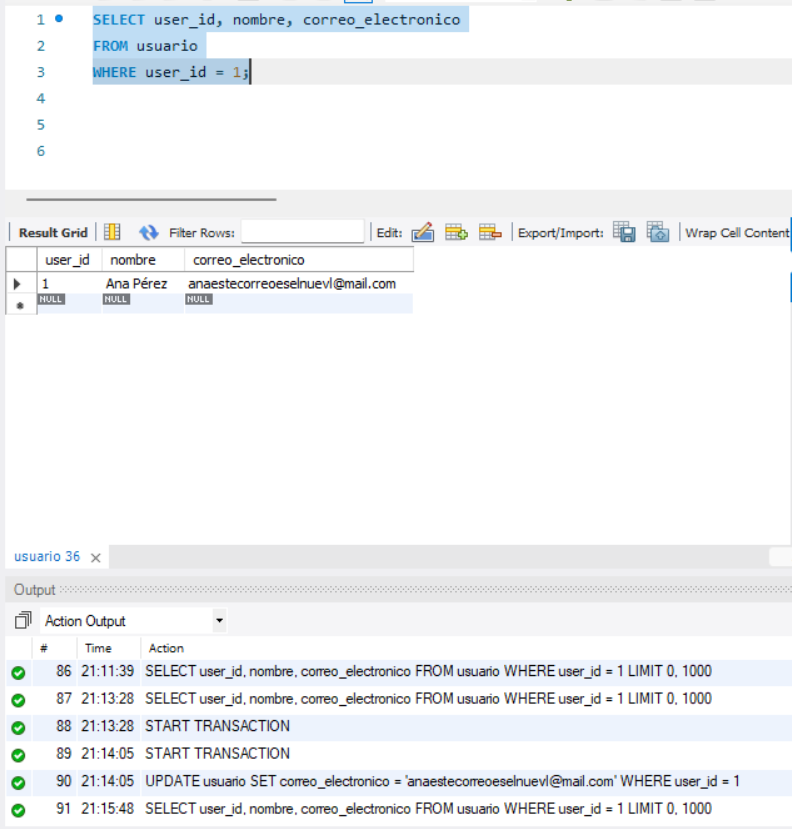 1 SELECT user_id, nombre, correo_electronico
2 FROM usuario
3 WHERE user_id = 1;
4
5
6
Result Grid Filter Rows: Edit: Export/Import: Wrap Cell Content
user_id nombre correo_electronico
1 Ana Pérez anaestecorreoeselnuevl@mail.com
NULL NULL NULL
usuario 36
Output
Action Output
# Time Action
86 21:11:39 SELECT user_id, nombre, correo_electronico FROM usuario WHERE user_id = 1 LIMIT 0, 1000
87 21:13:28 SELECT user_id, nombre, correo_electronico FROM usuario WHERE user_id = 1 LIMIT 0, 1000
88 21:13:28 START TRANSACTION
89 21:14:05 START TRANSACTION
90 21:14:05 UPDATE usuario SET correo_electronico = 'anaestecorreoeselnuevl@mail.com' WHERE user_id = 1
91 21:15:48 SELECT user_id, nombre, correo_electronico FROM usuario WHERE user_id = 1 LIMIT 0, 1000